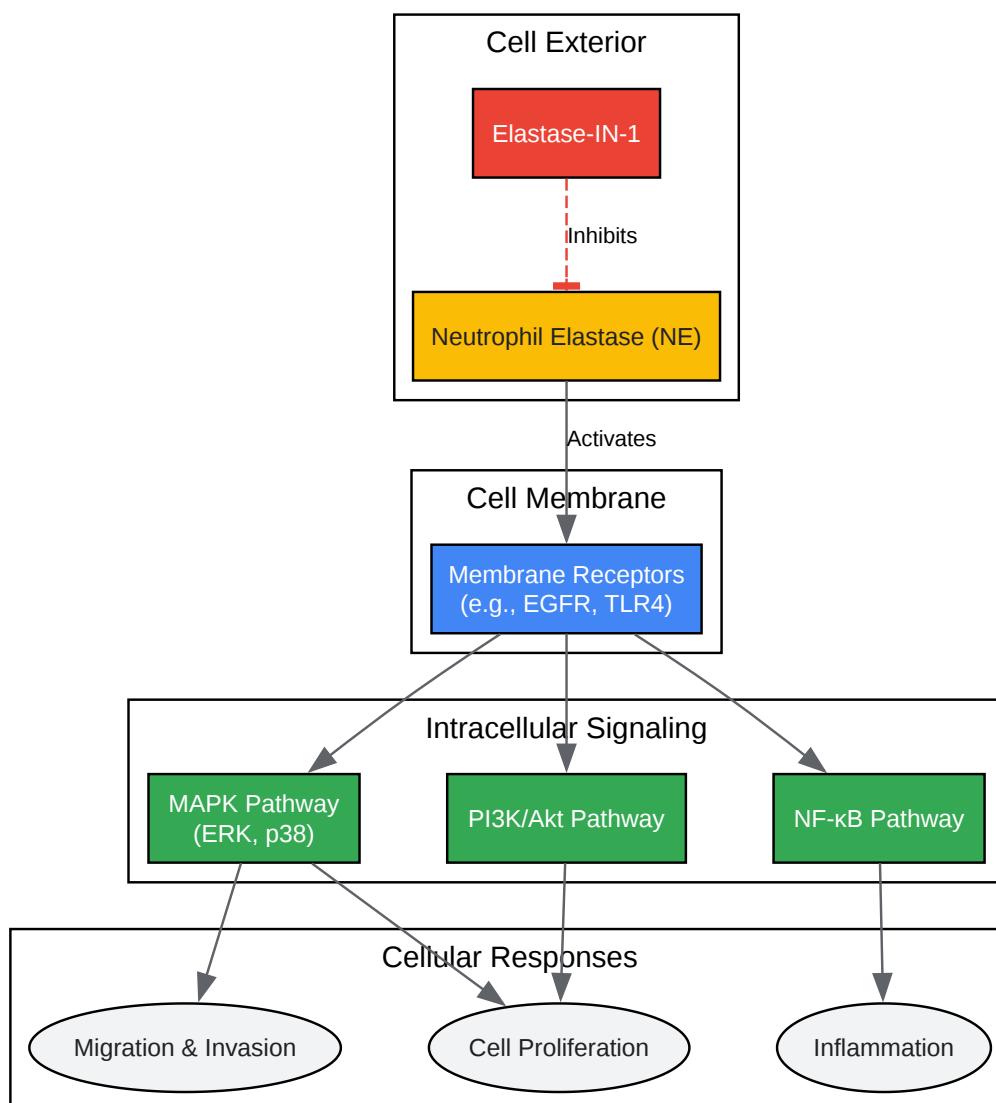 Cell Exterior
Elastase-IN-1
Inhibits
Neutrophil Elastase (NE)
Activates
Cell Membrane
Membrane Receptors
(e.g., EGFR, TLR4)
Intracellular Signaling
MAPK Pathway
(ERK, p38)
PI3K/Akt Pathway
NF-κB Pathway
Cellular Responses
Migration & Invasion
Cell Proliferation
Inflammation